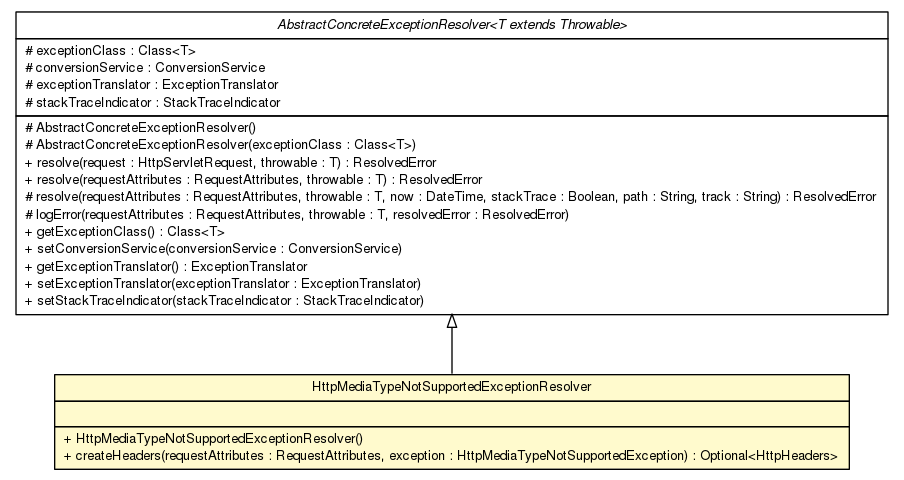 AbstractConcreteExceptionResolver<T extends Throwable>
# exceptionClass : Class<T>
# conversionService : ConversionService
# exceptionTranslator : ExceptionTranslator
# stackTraceIndicator : StackTraceIndicator
# AbstractConcreteExceptionResolver()
# AbstractConcreteExceptionResolver(exceptionClass : Class<T>)
+ resolve(request : HttpServletRequest, throwable : T) : ResolvedError
+ resolve(requestAttributes : RequestAttributes, throwable : T) : ResolvedError
# resolve(requestAttributes : RequestAttributes, throwable : T, now : DateTime, stackTrace : Boolean, path : String, track : String) : ResolvedError
# logError(requestAttributes : RequestAttributes, throwable : T, resolvedError : ResolvedError)
+ getExceptionClass() : Class<T>
+ setConversionService(conversionService : ConversionService)
+ getExceptionTranslator() : ExceptionTranslator
+ setExceptionTranslator(exceptionTranslator : ExceptionTranslator)
+ setStackTraceIndicator(stackTraceIndicator : StackTraceIndicator)
HttpMediaTypeNotSupportedExceptionResolver
+ HttpMediaTypeNotSupportedExceptionResolver()
+ createHeaders(requestAttributes : RequestAttributes, exception : HttpMediaTypeNotSupportedException) : Optional<HttpHeaders>